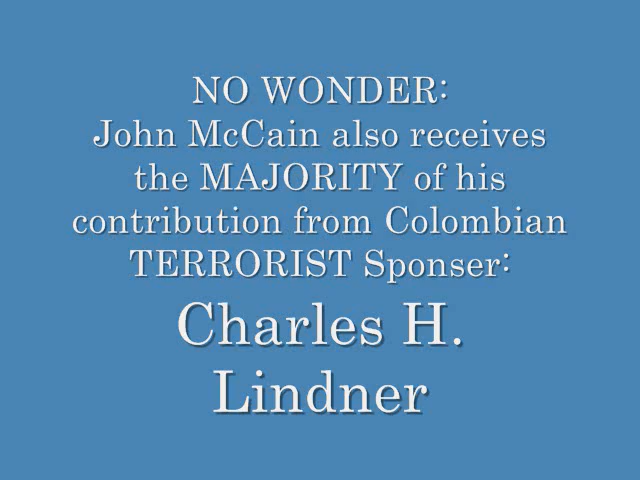 NO WONDER:
John McCain also receives
the MAJORITY of his
contribution from Colombian
TERRORIST Sponser:
Charles H.
Lindner